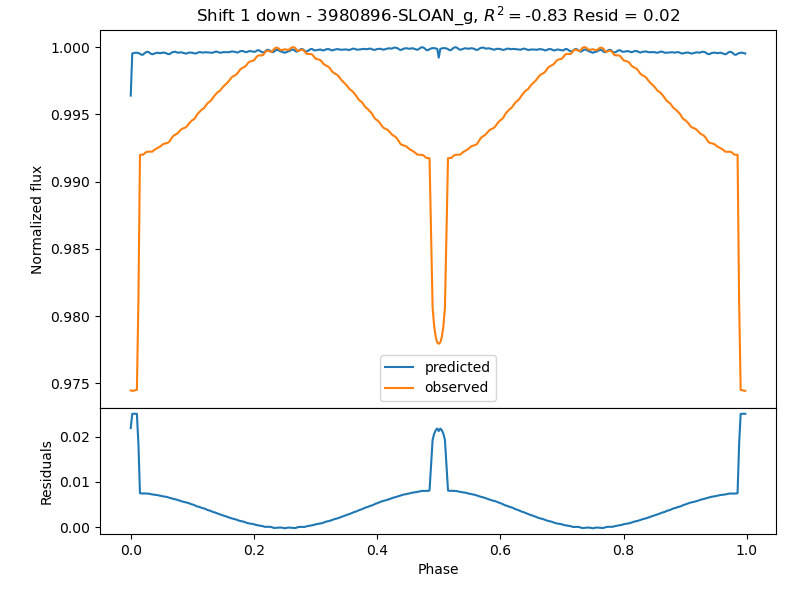 Shift 1 down - 3980896-SLOAN_g, R² = -0.83 Resid = 0.02
1.000
0.995
0.990
0.985
0.980
0.975
Normalized flux
predicted
observed
0.02
0.01
0.00
Residuals
0.0 0.2 0.4 0.6 0.8 1.0
Phase